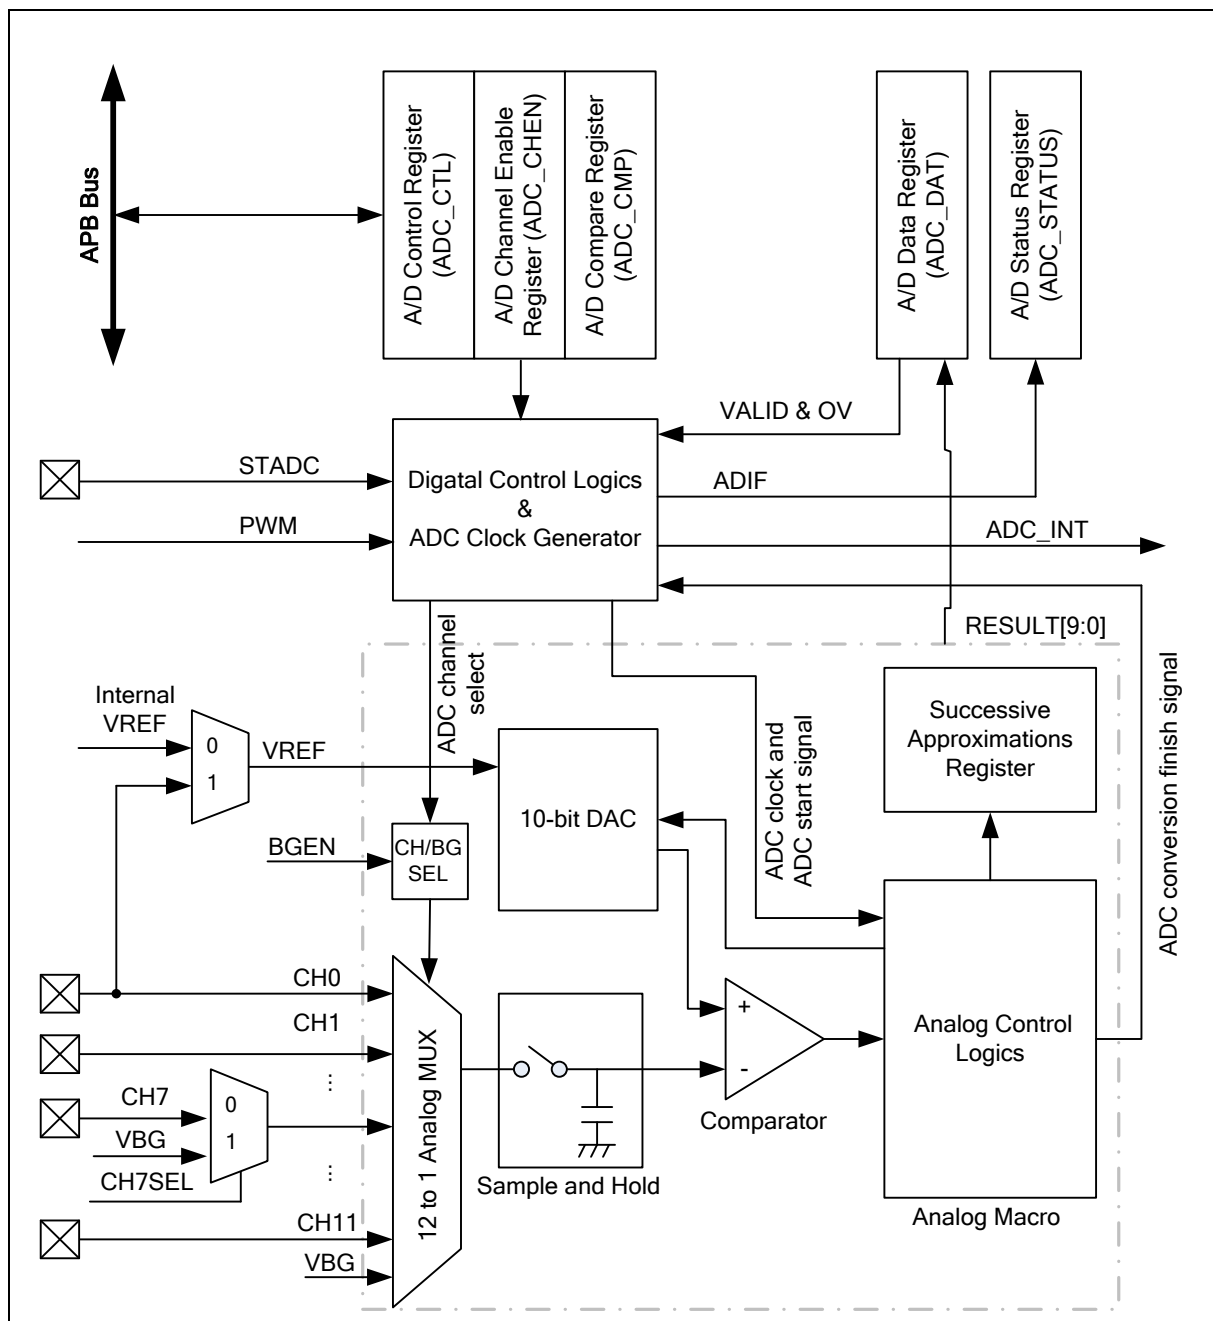 APB Bus
A/D Control Register
(ADC_CTL)
A/D Channel Enable
Register (ADC_CHEN)
A/D Compare Register
(ADC_CMP)
A/D Data Register
(ADC_DAT)
A/D Status Register
(ADC_STATUS)
VALID & OV
STADC
Digatal Control Logics
&
ADC Clock Generator
ADIF
PWM
ADC_INT
RESULT[9:0]
ADC channel
select
Internal
VREF
0
1
VREF
10-bit DAC
ADC clock and
ADC start signal
Successive
Approximations
Register
ADC conversion finish signal
BGEN
CH/BG
SEL
CH0
CH1
...
CH7
0
1
VBG
CH7SEL
...
CH11
VBG
12 to 1 Analog MUX
Sample and Hold
+
-
Comparator
Analog Control
Logics
Analog Macro